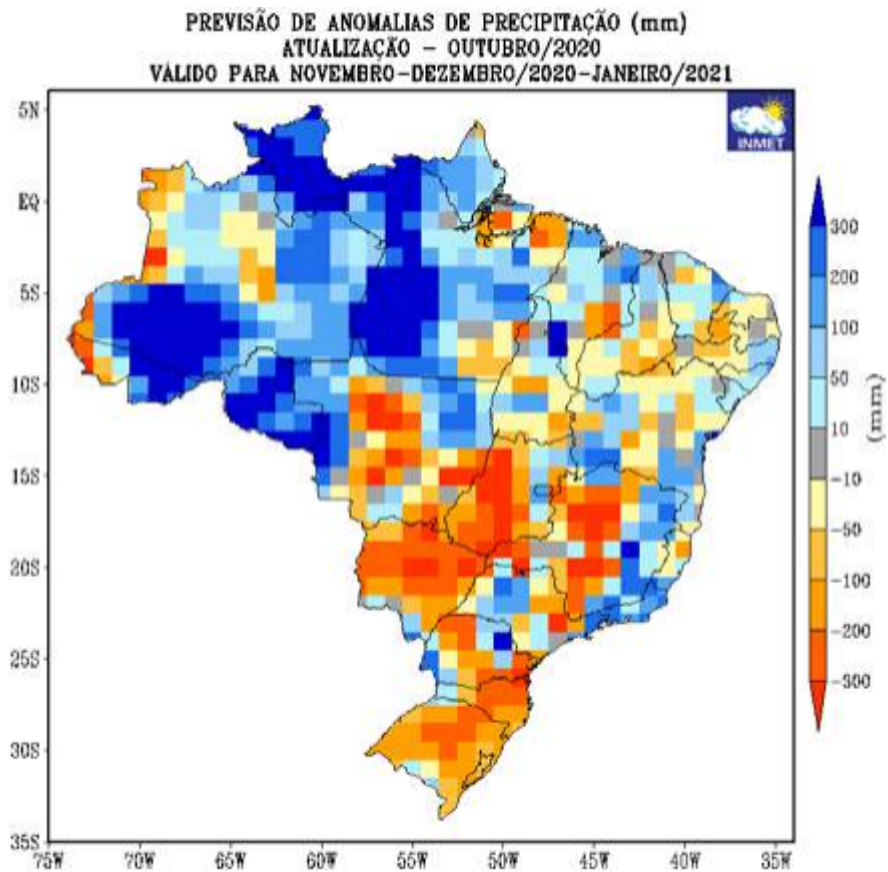 PREVISÃO DE ANOMALIAS DE PRECIPITAÇÃO (mm)
ATUALIZAÇÃO – OUTUBRO/2020
VÁLIDO PARA NOVEMBRO-DEZEMBRO/2020-JANEIRO/2021
INMET
5N
EQ
5S
10S
15S
20S
25S
30S
35S
75W 70W 65W 60W 55W 50W 45W 40W 35W
300
200
100
50
10
-10
-50
-100
-200
-300
(mm)